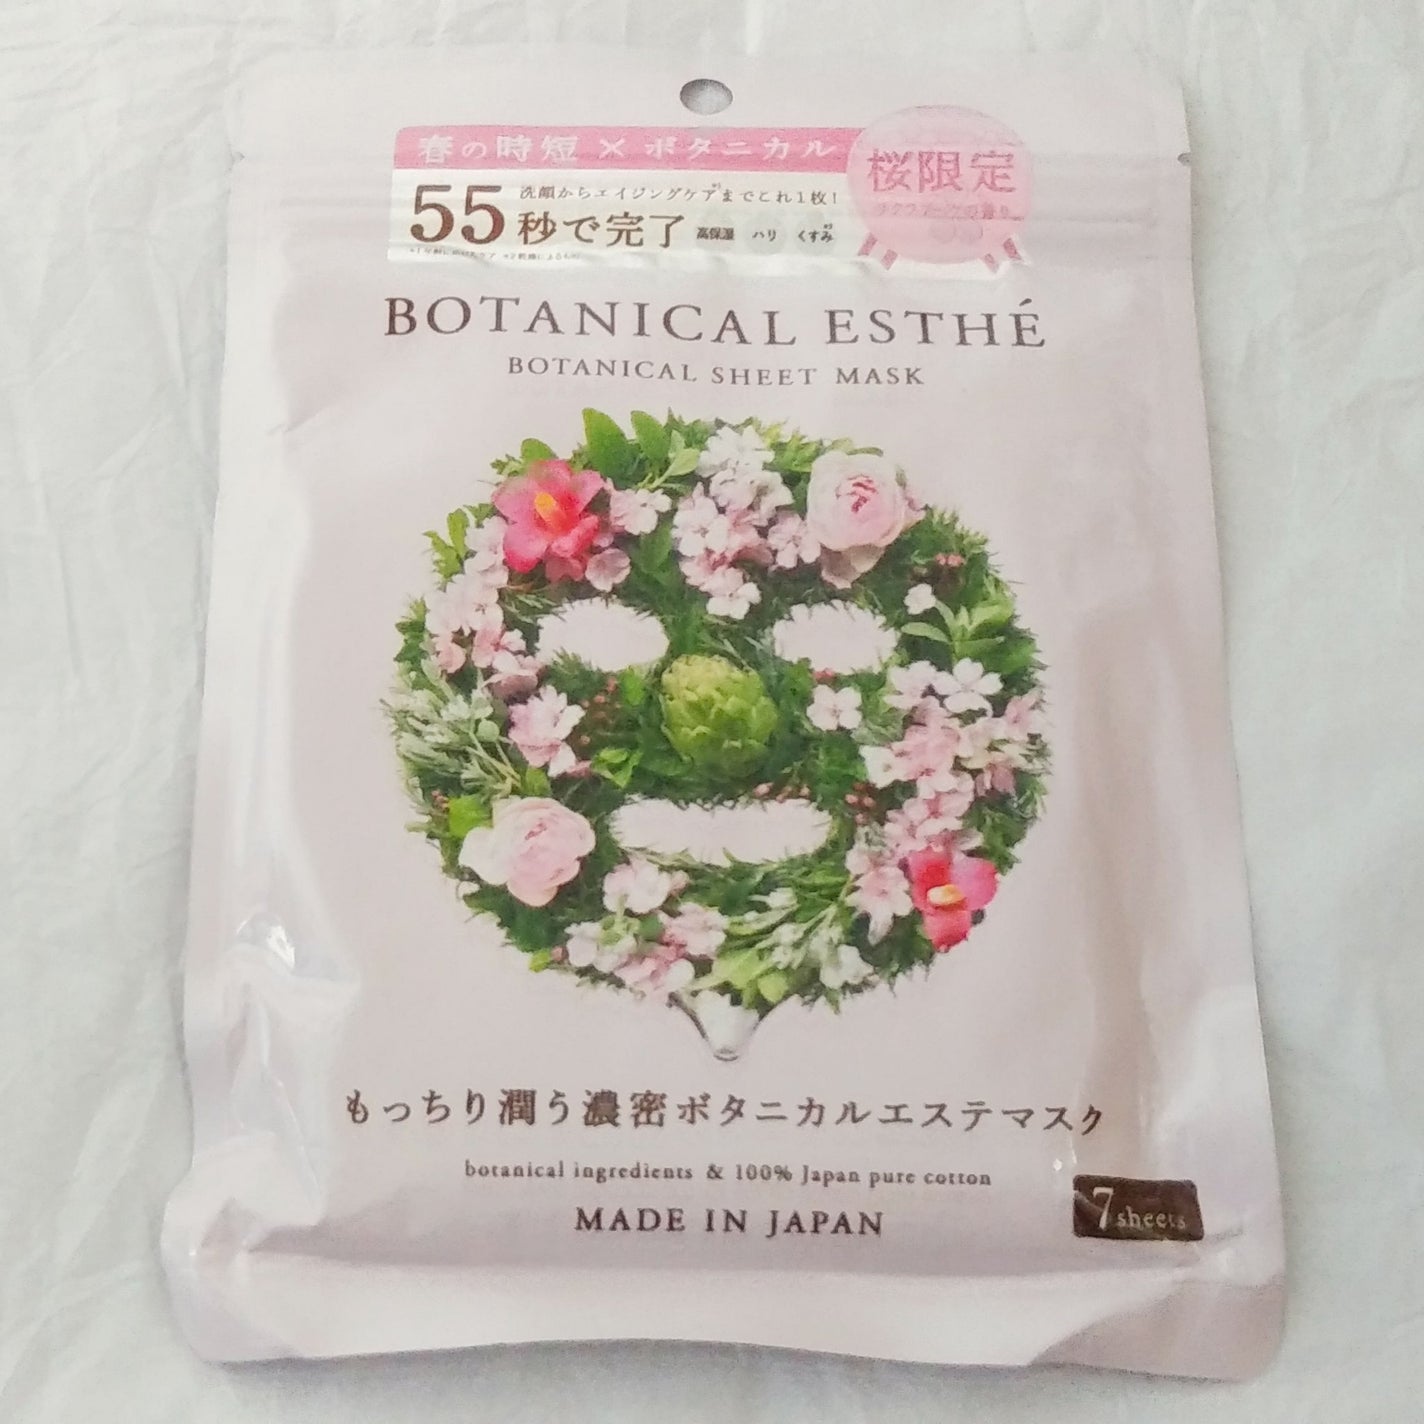 春の時短×ボタニカル
桜限定
洗顔からエイジングケア*¹までこれ1枚!
55秒で完了 高保湿 ハリ くすみ*²
BOTANICAL ESTHÉ
BOTANICAL SHEET MASK
もっちり潤う濃密ボタニカルエステマスク
botanical ingredients & 100% Japan pure cotton
MADE IN JAPAN
7 sheets